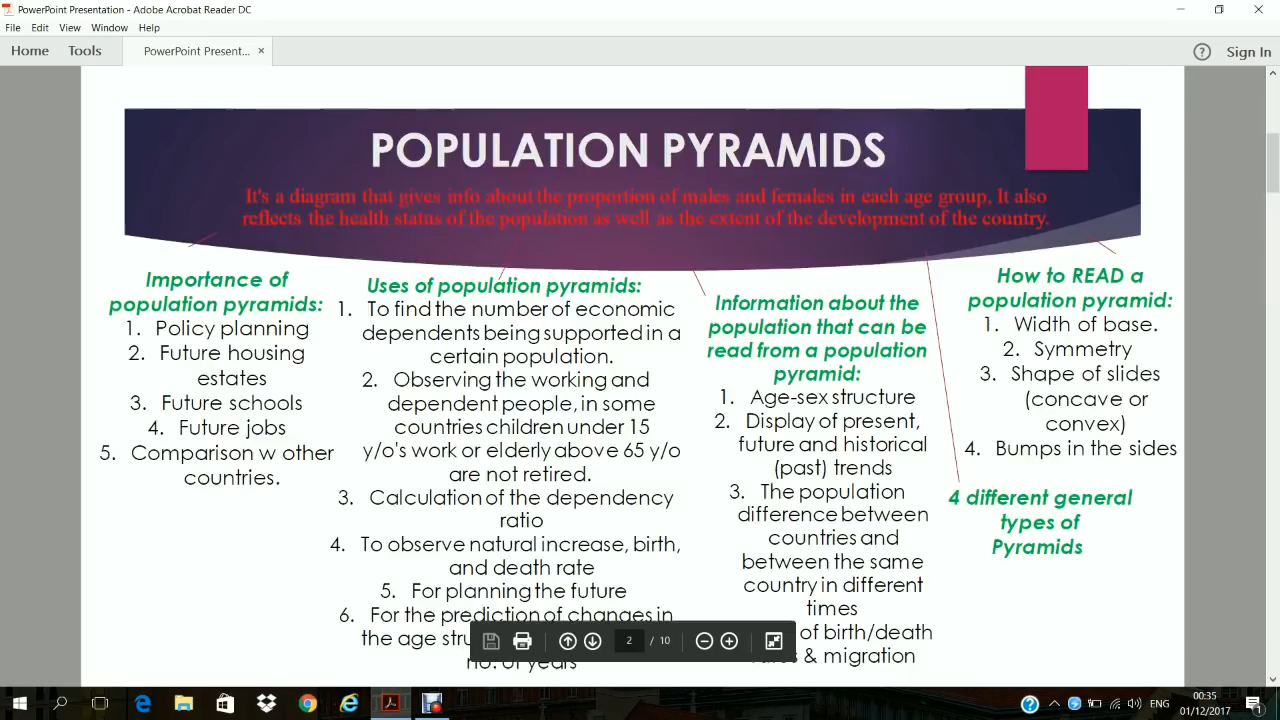 PowerPoint Presentation - Adobe Acrobat Reader DC
File Edit View Window Help
Home Tools PowerPoint Present... × ? Sign In
POPULATION PYRAMIDS
It's a diagram that gives info about the proportion of males and females in each age group, It also
reflects the health status of the population as well as the extent of the development of the country.
Importance of
population pyramids:
1. Policy planning
2. Future housing
estates
3. Future schools
4. Future jobs
5. Comparison w other
countries.
Uses of population pyramids:
1. To find the number of economic
dependents being supported in a
certain population.
2. Observing the working and
dependent people, in some
countries children under 15
y/o's work or elderly above 65 y/o
are not retired.
3. Calculation of the dependency
ratio
4. To observe natural increase, birth,
and death rate
5. For planning the future
6. For the prediction of changes in
the age
no. of years
Information about the
population that can be
read from a population
pyramid:
1. Age-sex structure
2. Display of present,
future and historical
(past) trends
3. The population
difference between
countries and
between the same
country in different
times
of birth/death
& migration
How to READ a
population pyramid:
1. Width of base.
2. Symmetry
3. Shape of slides
(concave or
convex)
4. Bumps in the sides
4 different general
types of
Pyramids
2 / 10
ENG
00:35
01/12/2017